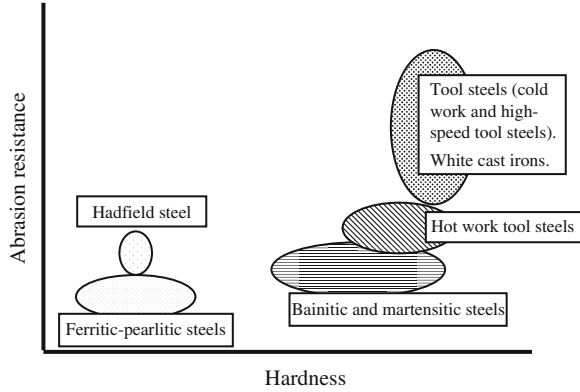 Abrasion resistance
Tool steels (cold
work and high-
speed tool steels).
White cast irons.
Hadfield steel
Hot work tool steels
Bainitic and martensitic steels
Ferritic-pearlitic steels
Hardness